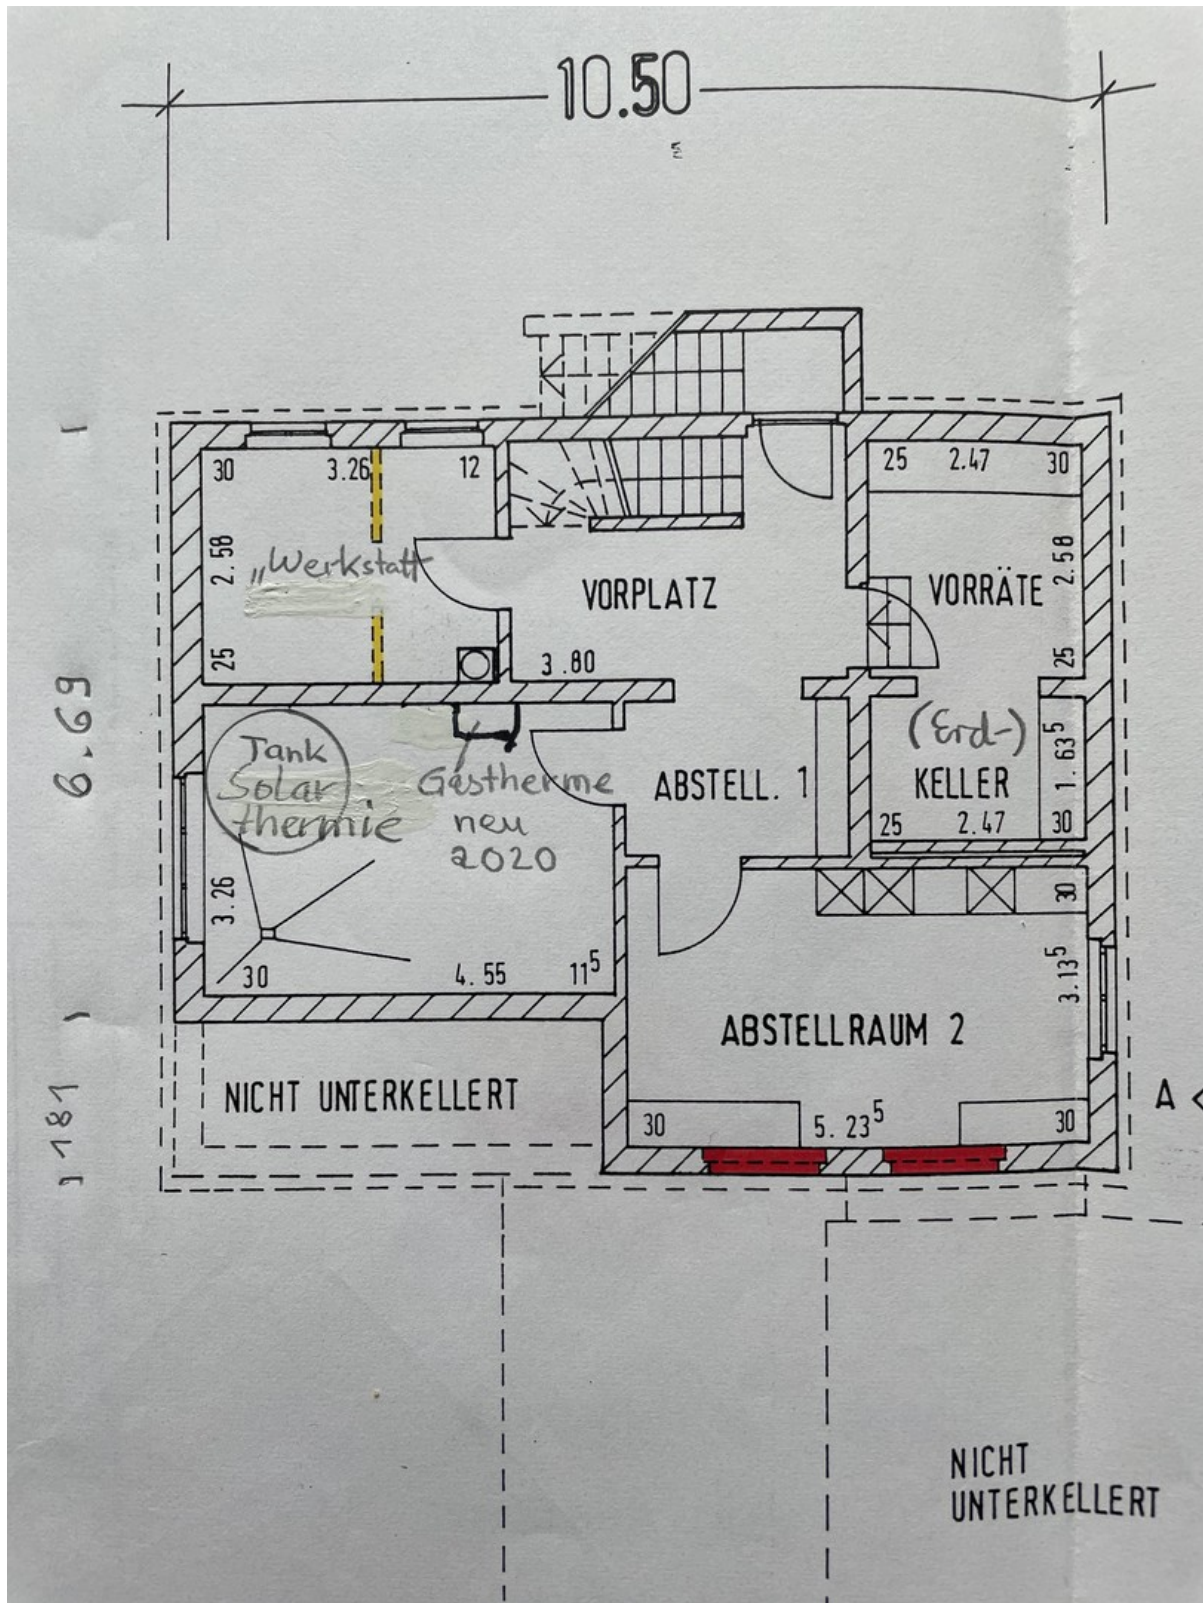 10.50
30 3.26 12
25 2.47 30
2.58
„Werkstatt
25
VORPLATZ
3.80
VORRÄTE
2.58
25
6.69
Tank
Solar
thermie
Gastherme
neu
2020
ABSTELL. 1
(Erd-)
KELLER
1.63⁵
25 2.47 30
3.26
30 4.55 11⁵
30
3.13⁵
ABSTELLRAUM 2
181
NICHT UNTERKELLERT
30 5.23⁵ 30
A
NICHT
UNTERKELLERT